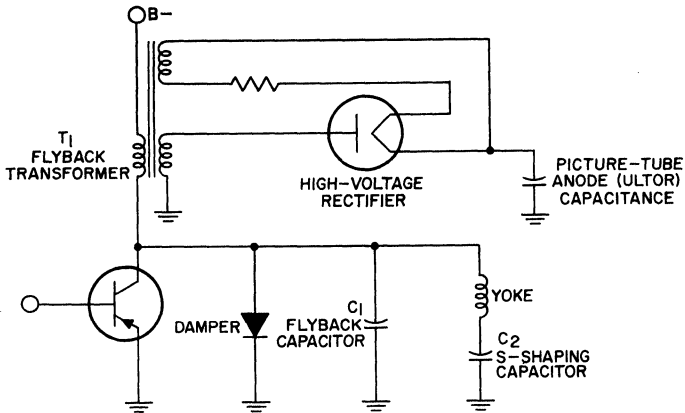 B-
T1
FLYBACK
TRANSFORMER
HIGH-VOLTAGE
RECTIFIER
PICTURE-TUBE
ANODE (ULTOR)
CAPACITANCE
DAMPER
C1
FLYBACK
CAPACITOR
YOKE
C2
S-SHAPING
CAPACITOR